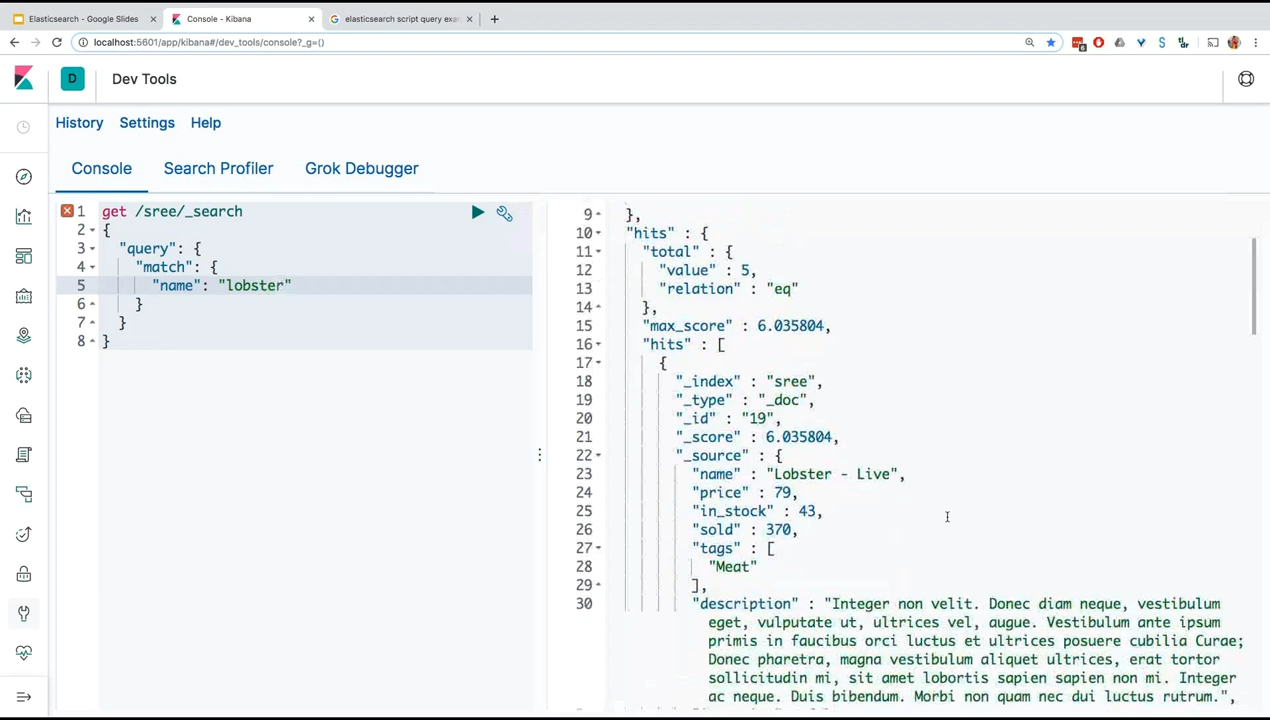 Elasticsearch - Google Slides
Console - Kibana
elasticsearch script query exa
localhost:5601/app/kibana#/dev_tools/console?_g=()
D
Dev Tools
History Settings Help
Console Search Profiler Grok Debugger
1 get /sree/_search
2 {
3 "query": {
4 "match": {
5 "name": "lobster"
6 }
7 }
8 }
9 },
10 "hits" : {
11 "total" : {
12 "value" : 5,
13 "relation" : "eq"
14 },
15 "max_score" : 6.035804,
16 "hits" : [
17 {
18 "_index" : "sree",
19 "_type" : "_doc",
20 "_id" : "19",
21 "_score" : 6.035804,
22 "_source" : {
23 "name" : "Lobster - Live",
24 "price" : 79,
25 "in_stock" : 43,
26 "sold" : 370,
27 "tags" : [
28 "Meat"
29 ],
30 "description" : "Integer non velit. Donec diam neque, vestibulum
eget, vulputate ut, ultrices vel, augue. Vestibulum ante ipsum
primis in faucibus orci luctus et ultrices posuere cubilia Curae;
Donec pharetra, magna vestibulum aliquet ultrices, erat tortor
sollicitudin mi, sit amet lobortis sapien sapien non mi. Integer
ac neque. Duis bibendum. Morbi non quam nec dui luctus rutrum.",